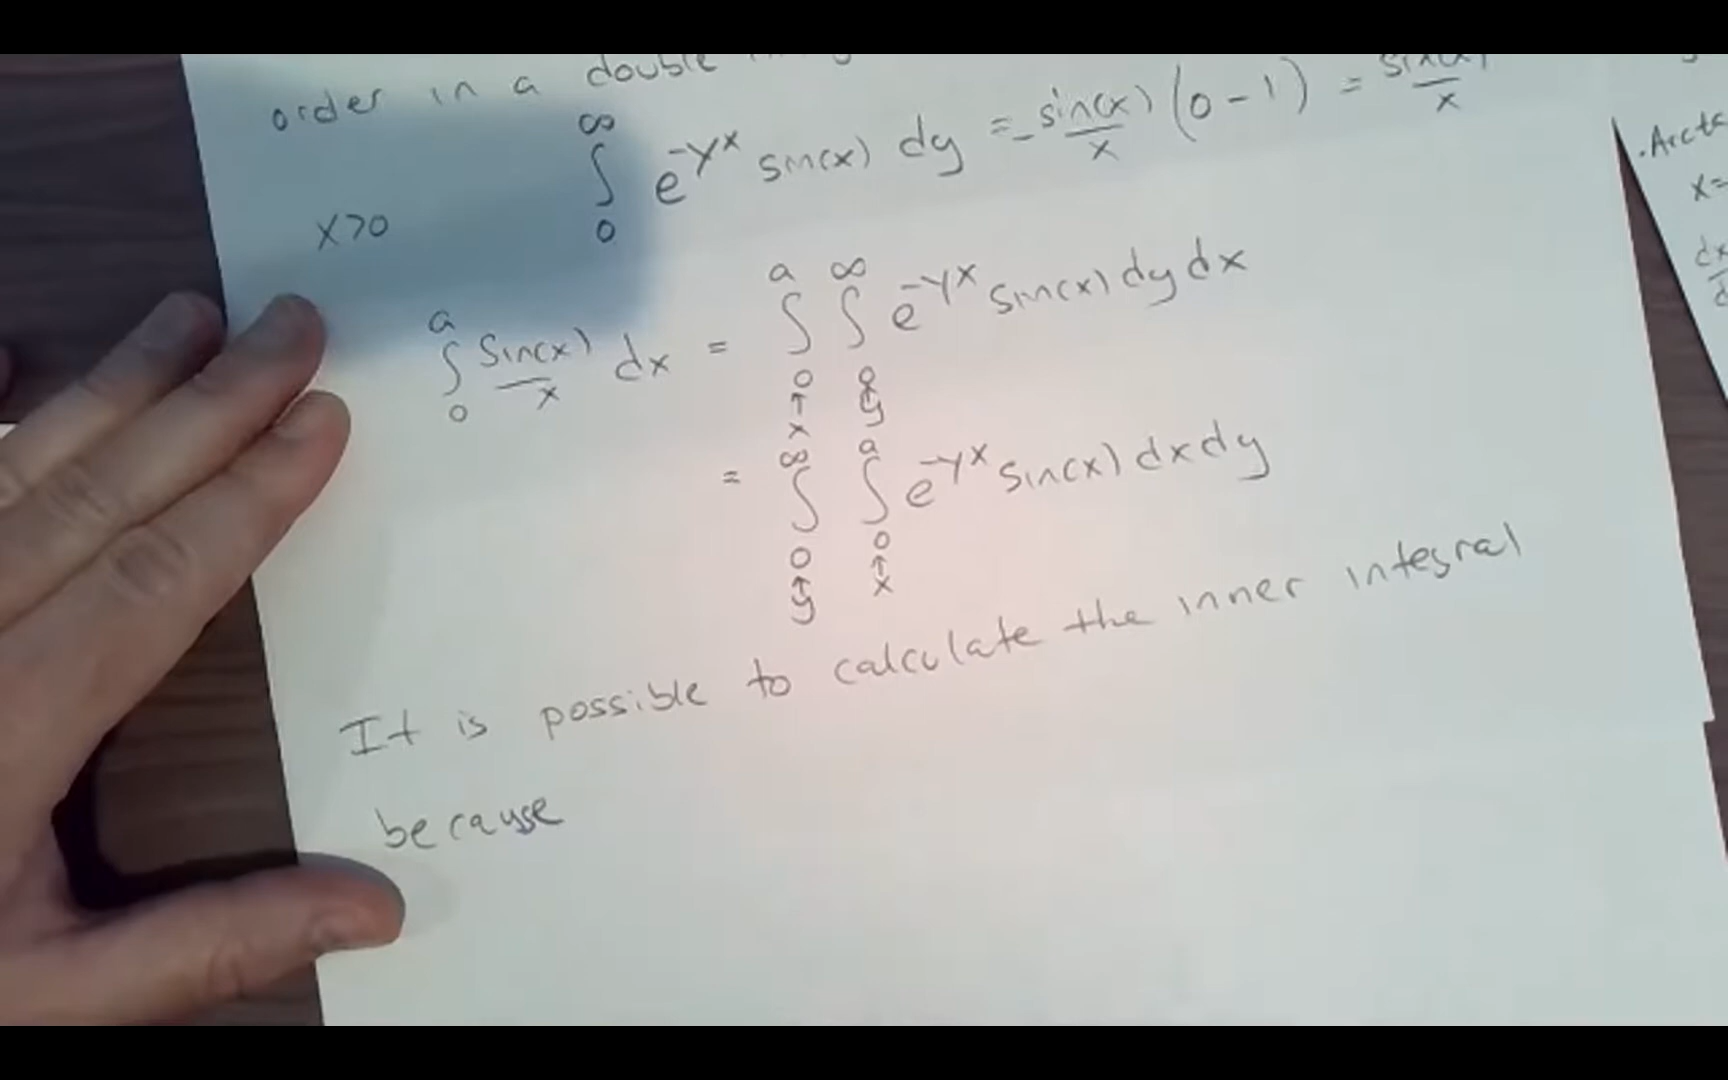 order in a double
∫₀^∞ e^{-yx} sin(x) dy = -sin(x)/x (0-1) = sin(x)/x
x>0
∫₀^a sin(x)/x dx = ∫₀^a ∫₀^∞ e^{-yx} sin(x) dy dx
↑ ↑
x y
= ∫₀^∞ ∫₀^a e^{-yx} sin(x) dx dy
↑ ↑
y x
It is possible to calculate the inner integral
because
x=
dx